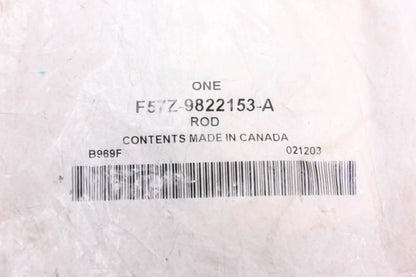 ONE
F57Z-9822153-A
ROD
CONTENTS MADE IN CANADA
B969F 021203